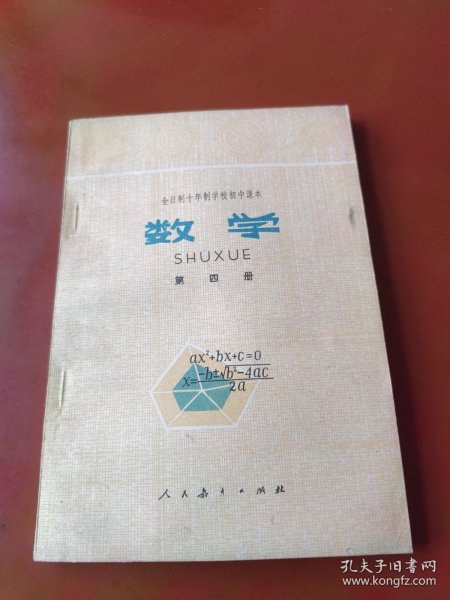 全日制十年制学校初中课本
数学
SHUXUE
第四册
ax²+bx+c=0
x=-b±√b²-4ac
2a
人民教育出版社
孔夫子旧书网
www.kongfz.com